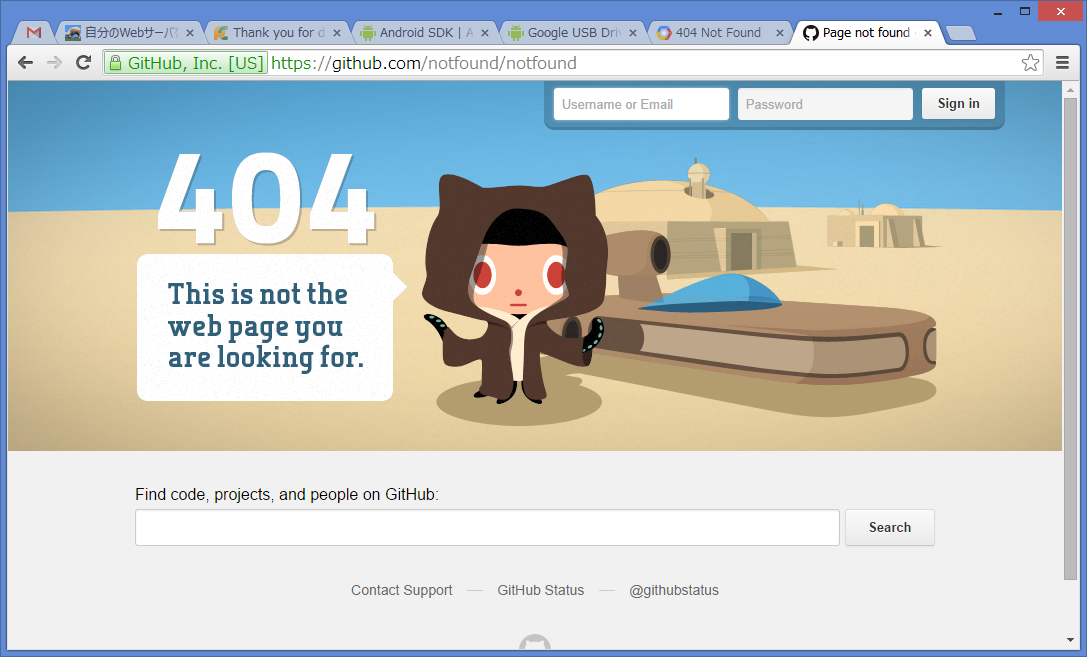 自分のWebサーバ
Thank you for d
Android SDK | A
Google USB Driv
404 Not Found
Page not found
GitHub, Inc. [US]
https://github.com/notfound/notfound
Username or Email
Password
Sign in
404
This is not the
web page you
are looking for.
Find code, projects, and people on GitHub:
Search
Contact Support
GitHub Status
@githubstatus